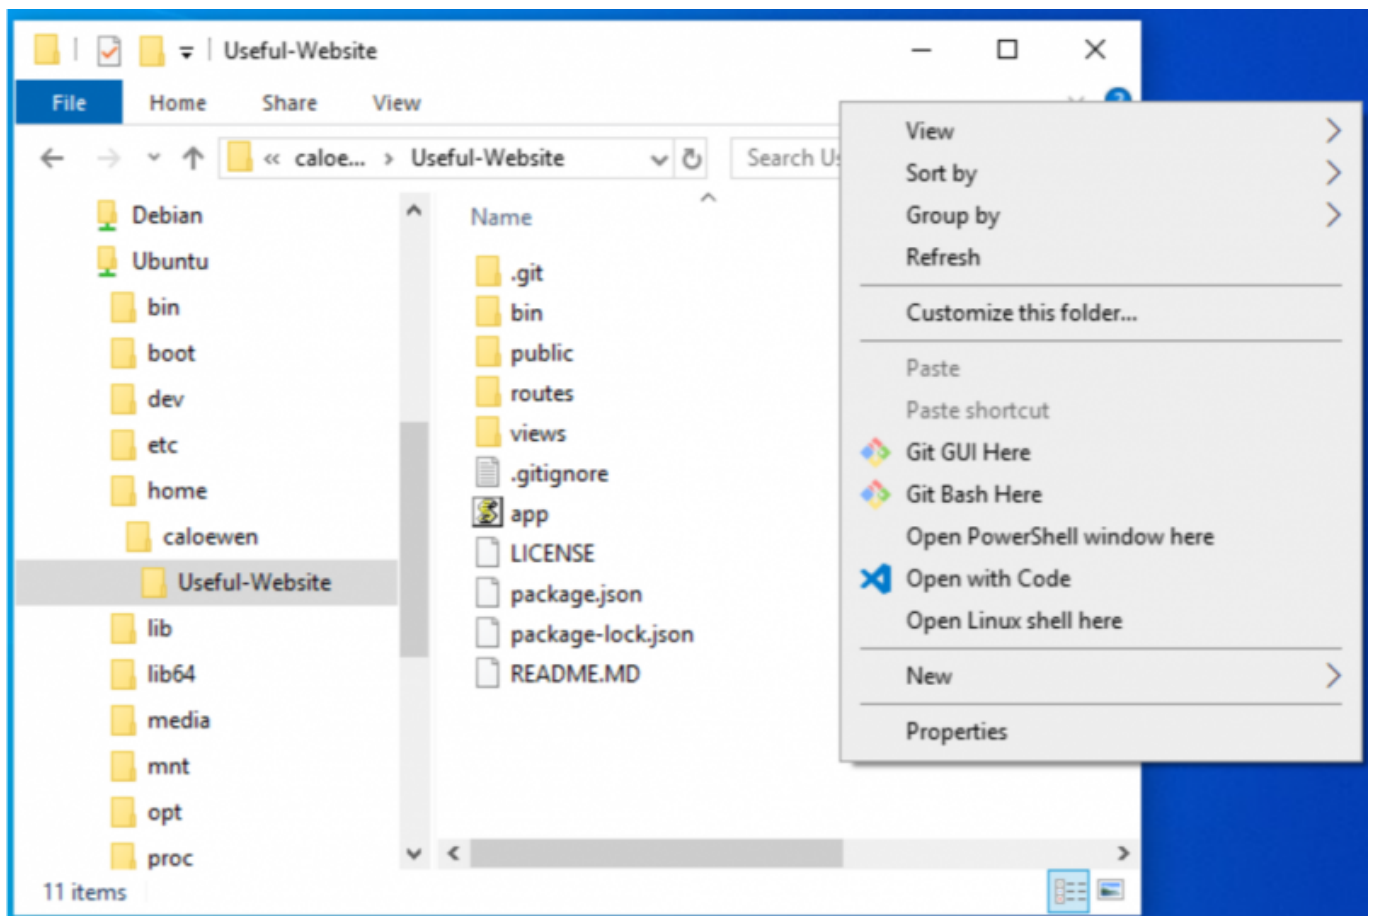 Useful-Website
File Home Share View
« caloe... > Useful-Website
Search Us
Debian
Ubuntu
bin
boot
dev
etc
home
caloewen
Useful-Website
lib
lib64
media
mnt
opt
proc
Name
.git
bin
public
routes
views
.gitignore
app
LICENSE
package.json
package-lock.json
README.MD
View
Sort by
Group by
Refresh
Customize this folder...
Paste
Paste shortcut
Git GUI Here
Git Bash Here
Open PowerShell window here
Open with Code
Open Linux shell here
New
Properties
11 items